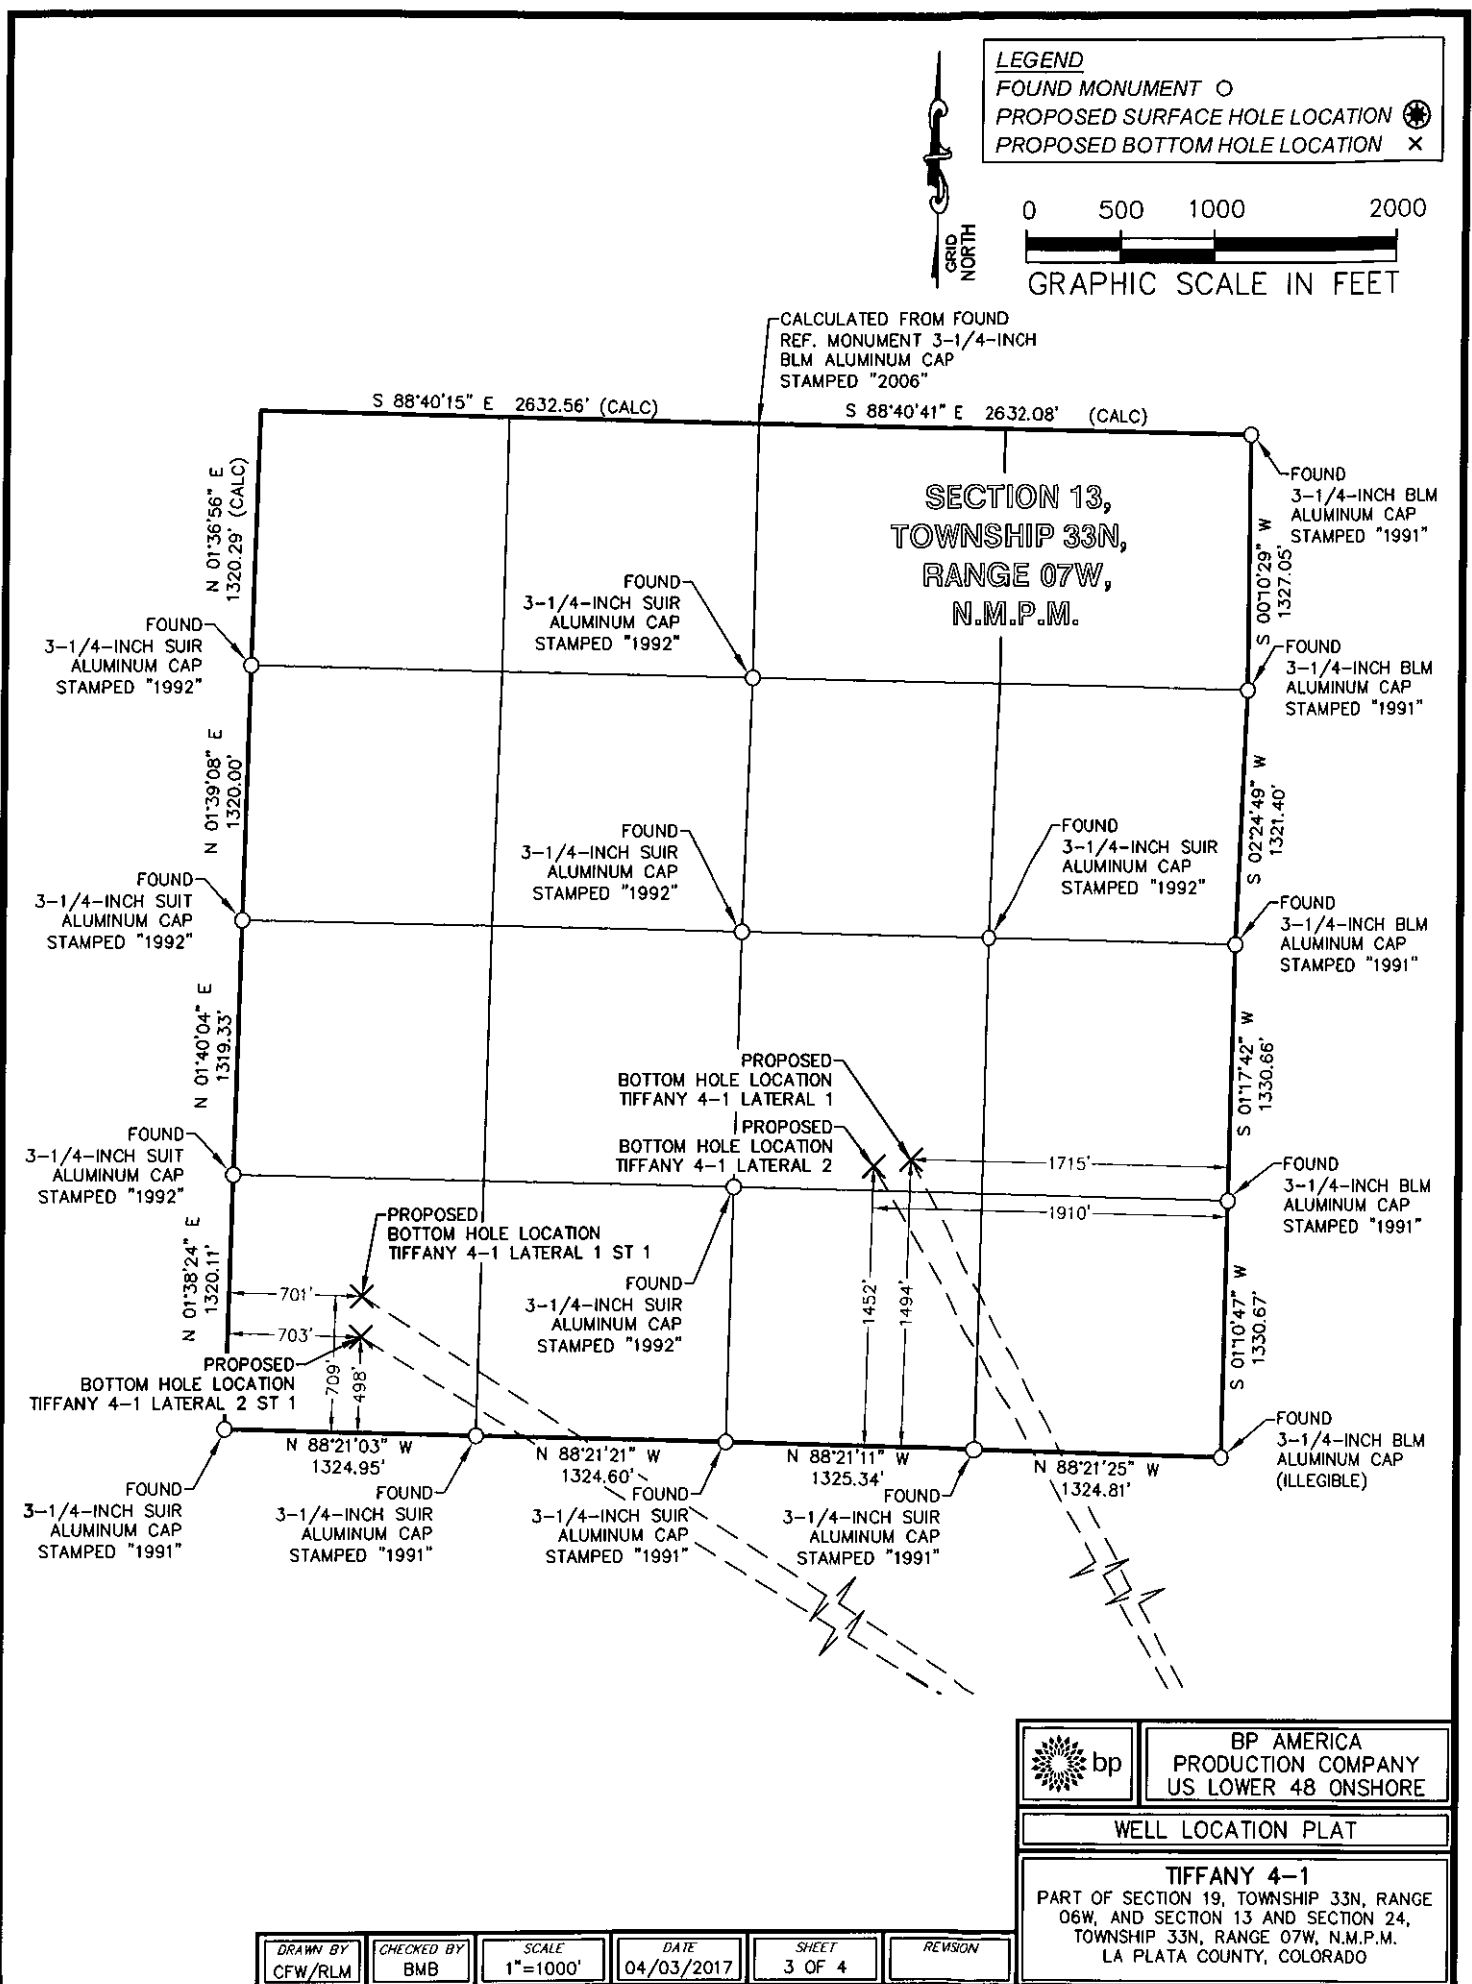 LEGEND
FOUND MONUMENT
PROPOSED SURFACE HOLE LOCATION
PROPOSED BOTTOM HOLE LOCATION
GRID
NORTH
0 500 1000 2000
GRAPHIC SCALE IN FEET
CALCULATED FROM FOUND
REF. MONUMENT 3-1/4-INCH
BLM ALUMINUM CAP
STAMPED "2006"
S 88°40'15" E 2632.56' (CALC)
S 88°40'41" E 2632.08' (CALC)
SECTION 13,
TOWNSHIP 33N,
RANGE 07W,
N.M.P.M.
FOUND
3-1/4-INCH BLM
ALUMINUM CAP
STAMPED "1991"
N 01°36'56" E
1320.29' (CALC)
S 00°10'29" W
1327.05'
FOUND
3-1/4-INCH SUIR
ALUMINUM CAP
STAMPED "1992"
FOUND
3-1/4-INCH SUIR
ALUMINUM CAP
STAMPED "1992"
FOUND
3-1/4-INCH BLM
ALUMINUM CAP
STAMPED "1991"
N 01°39'08" E
1320.00'
S 02°24'49" W
1321.40'
FOUND
3-1/4-INCH SUIR
ALUMINUM CAP
STAMPED "1992"
FOUND
3-1/4-INCH SUIR
ALUMINUM CAP
STAMPED "1992"
FOUND
3-1/4-INCH SUIT
ALUMINUM CAP
STAMPED "1992"
FOUND
3-1/4-INCH BLM
ALUMINUM CAP
STAMPED "1991"
N 01°40'04" E
1319.33'
S 01°17'42" W
1330.66'
PROPOSED
BOTTOM HOLE LOCATION
TIFFANY 4-1 LATERAL 1
PROPOSED
BOTTOM HOLE LOCATION
TIFFANY 4-1 LATERAL 2
1715'
1910'
FOUND
3-1/4-INCH SUIT
ALUMINUM CAP
STAMPED "1992"
FOUND
3-1/4-INCH BLM
ALUMINUM CAP
STAMPED "1991"
PROPOSED
BOTTOM HOLE LOCATION
TIFFANY 4-1 LATERAL 1 ST 1
N 01°38'24" E
1320.11'
701'
703'
709'
498'
FOUND
3-1/4-INCH SUIR
ALUMINUM CAP
STAMPED "1992"
1452'
1494'
S 01°10'47" W
1330.67'
PROPOSED
BOTTOM HOLE LOCATION
TIFFANY 4-1 LATERAL 2 ST 1
N 88°21'03" W
1324.95'
N 88°21'21" W
1324.60'
N 88°21'11" W
1325.34'
N 88°21'25" W
1324.81'
FOUND
3-1/4-INCH BLM
ALUMINUM CAP
(ILLEGIBLE)
FOUND
3-1/4-INCH SUIR
ALUMINUM CAP
STAMPED "1991"
FOUND
3-1/4-INCH SUIR
ALUMINUM CAP
STAMPED "1991"
FOUND
3-1/4-INCH SUIR
ALUMINUM CAP
STAMPED "1991"
FOUND
3-1/4-INCH SUIR
ALUMINUM CAP
STAMPED "1991"
bp
BP AMERICA
PRODUCTION COMPANY
US LOWER 48 ONSHORE
WELL LOCATION PLAT
TIFFANY 4-1
PART OF SECTION 19, TOWNSHIP 33N, RANGE
06W, AND SECTION 13 AND SECTION 24,
TOWNSHIP 33N, RANGE 07W, N.M.P.M.
LA PLATA COUNTY, COLORADO
DRAWN BY
CFW/RLM
CHECKED BY
BMB
SCALE
1"=1000'
DATE
04/03/2017
SHEET
3 OF 4
REVISION